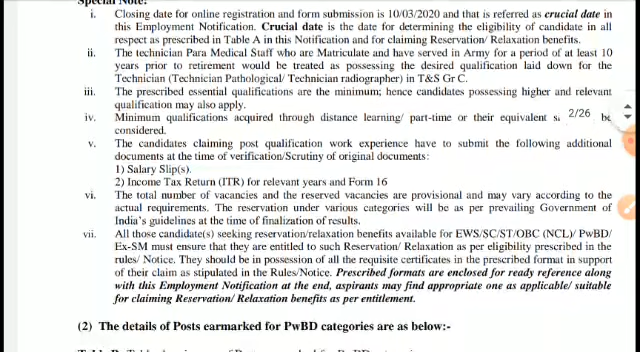 Special Note:
i. Closing date for online registration and form submission is 10/03/2020 and that is referred as crucial date in
this Employment Notification. Crucial date is the date for determining the eligibility of candidate in all
respect as prescribed in Table A in this Notification and for claiming Reservation/ Relaxation benefits.
ii. The technician Para Medical Staff who are Matriculate and have served in Army for a period of at least 10
years prior to retirement would be treated as possessing the desired qualification laid down for the
Technician (Technician Pathological/ Technician radiographer) in T&S Gr C.
iii. The prescribed essential qualifications are the minimum; hence candidates possessing higher and relevant
qualification may also apply.
iv. Minimum qualifications acquired through distance learning/ part-time or their equivalent 2/26 be
considered.
v. The candidates claiming post qualification work experience have to submit the following additional
documents at the time of verification/Scrutiny of original documents:
1) Salary Slip(s).
2) Income Tax Return (ITR) for relevant years and Form 16
vi. The total number of vacancies and the reserved vacancies are provisional and may vary according to the
actual requirements. The reservation under various categories will be as per prevailing Government of
India's guidelines at the time of finalization of results.
vii. All those candidate(s) seeking reservation/relaxation benefits available for EWS/SC/ST/OBC (NCL)/ PwBD/
Ex-SM must ensure that they are entitled to such Reservation/ Relaxation as per eligibility prescribed in the
rules/ Notice. They should be in possession of all the requisite certificates in the prescribed format in support
of their claim as stipulated in the Rules/Notice. Prescribed formats are enclosed for ready reference along
with this Employment Notification at the end, aspirants may find appropriate one as applicable/ suitable
for claiming Reservation/ Relaxation benefits as per entitlement.
(2) The details of Posts earmarked for PwBD categories are as below:-